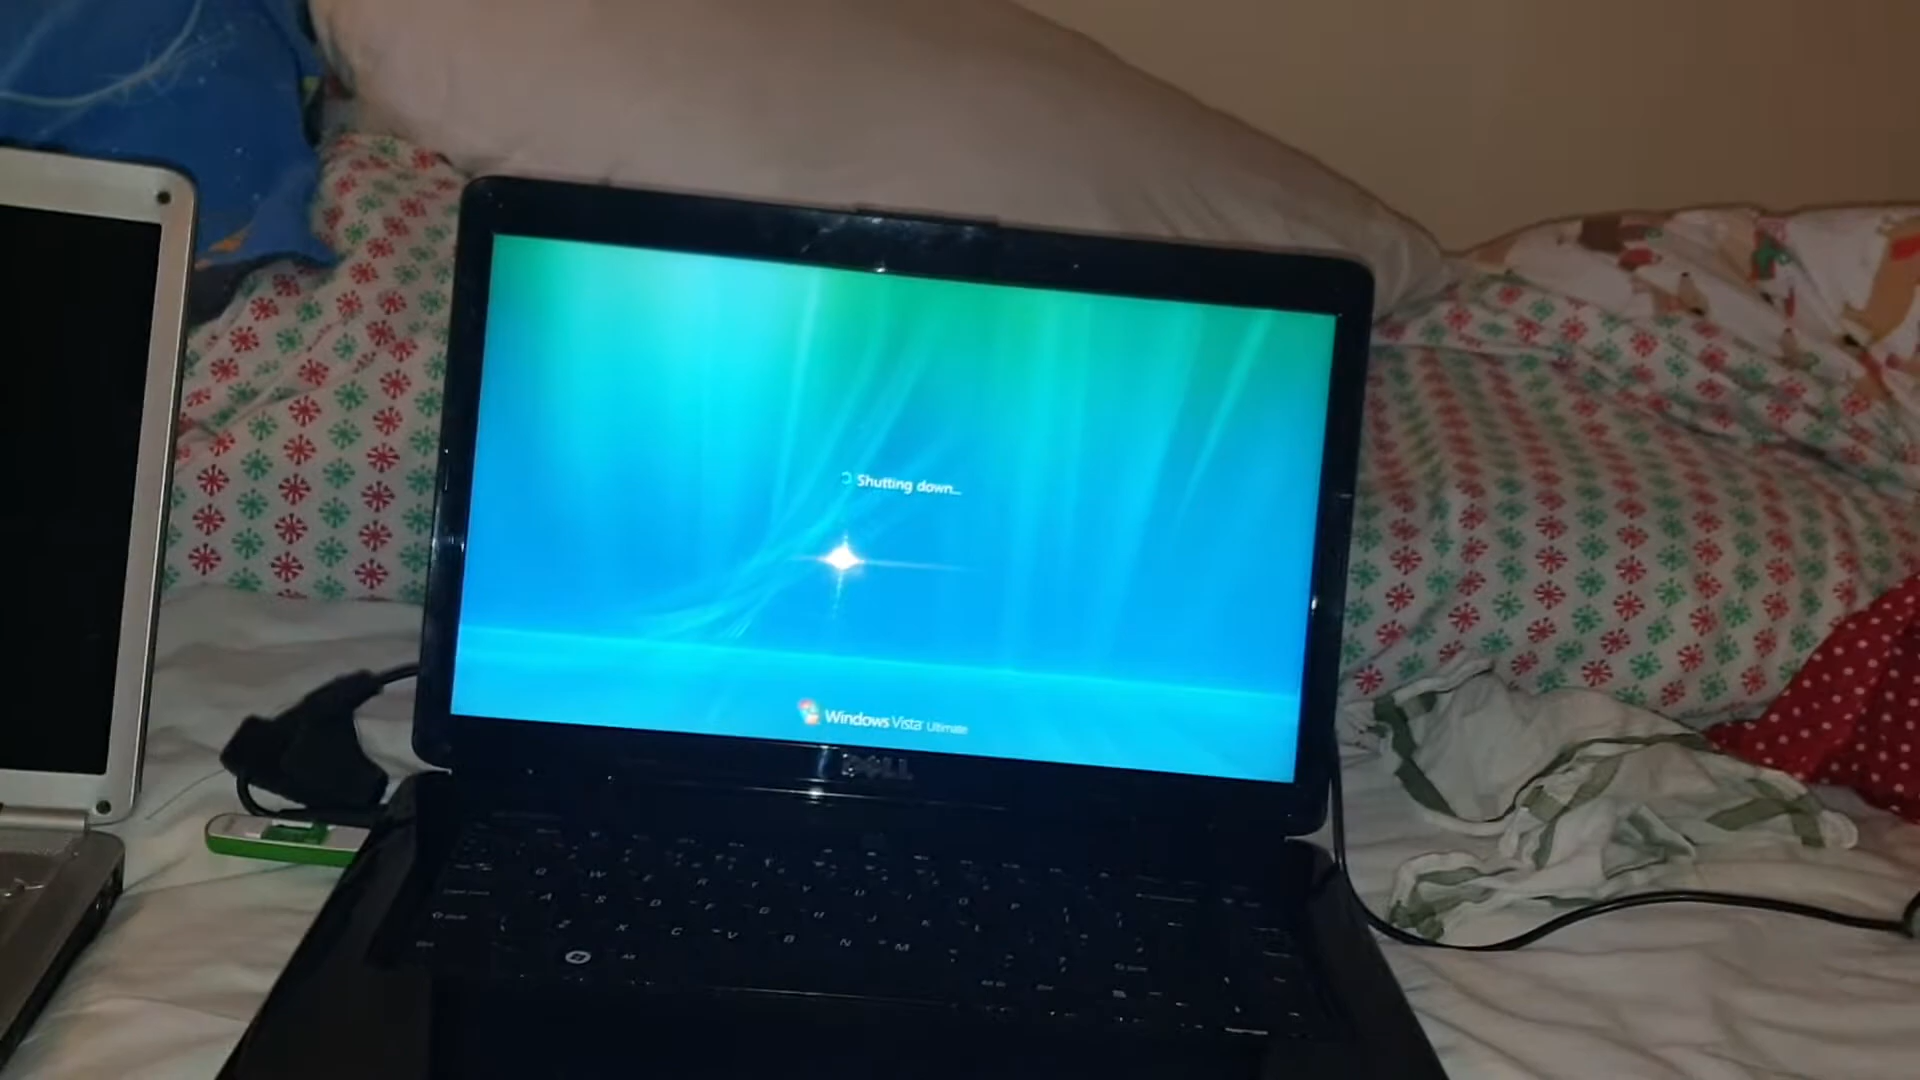 Shutting down...
Windows Vista Ultimate
DELL
Q W E R T Y U I O P
A S D F G H J K L
Z X C V B N M